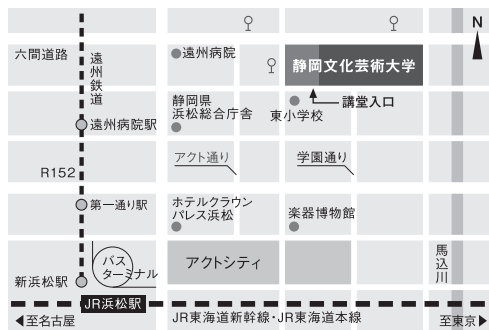 N
六間道路
遠州鉄道
遠州病院
静岡文化芸術大学
静岡県
浜松総合庁舎
東小学校
講堂入口
遠州病院駅
アクト通り
学園通り
R152
第一通り駅
ホテルクラウン
パレス浜松
楽器博物館
バス
ターミナル
アクトシティ
馬込川
新浜松駅
JR浜松駅
至名古屋
JR東海道新幹線・JR東海道本線
至東京